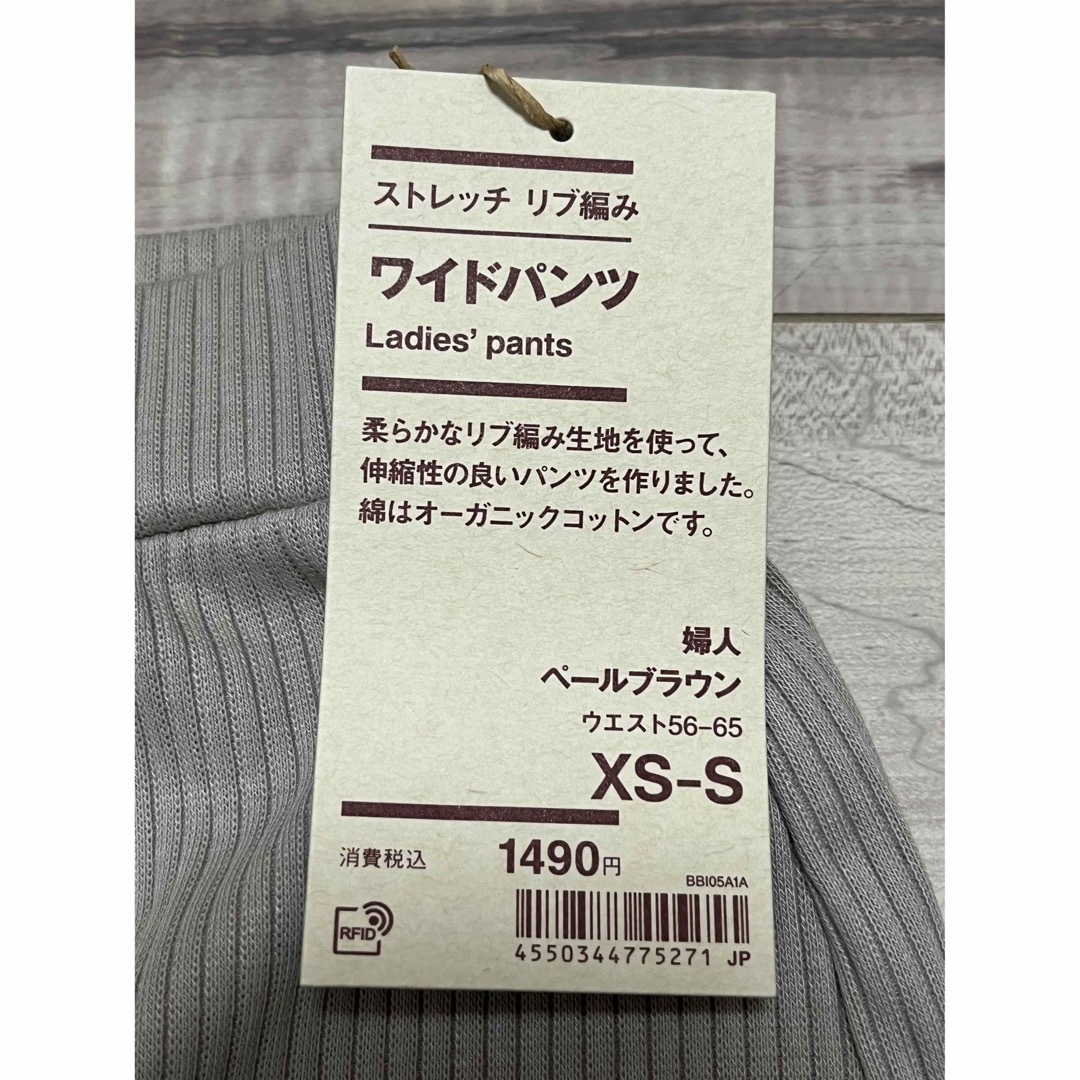 ストレッチ リブ編み
ワイドパンツ
Ladies’ pants
柔らかなリブ編み生地を使って、
伸縮性の良いパンツを作りました。
綿はオーガニックコットンです。
婦人
ペールブラウン
ウエスト56–65
XS–S
消費税込 1490円
BBI05A1A
RFID
4550344775271 JP